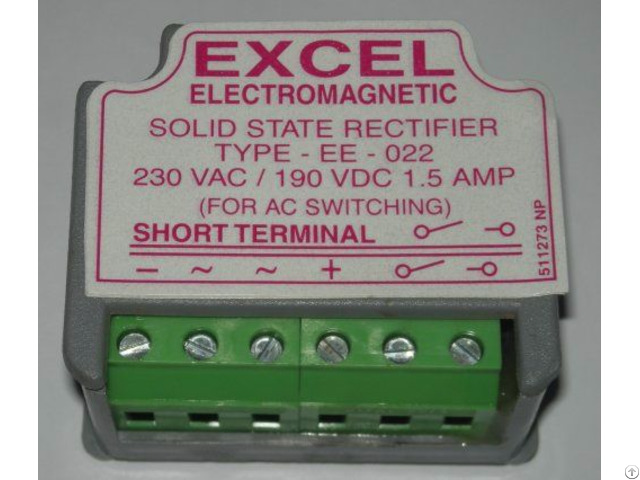 EXCEL
ELECTROMAGNETIC
SOLID STATE RECTIFIER
TYPE - EE - 022
230 VAC / 190 VDC 1.5 AMP
(FOR AC SWITCHING)
SHORT TERMINAL
− ~ ~ +
511273 NP